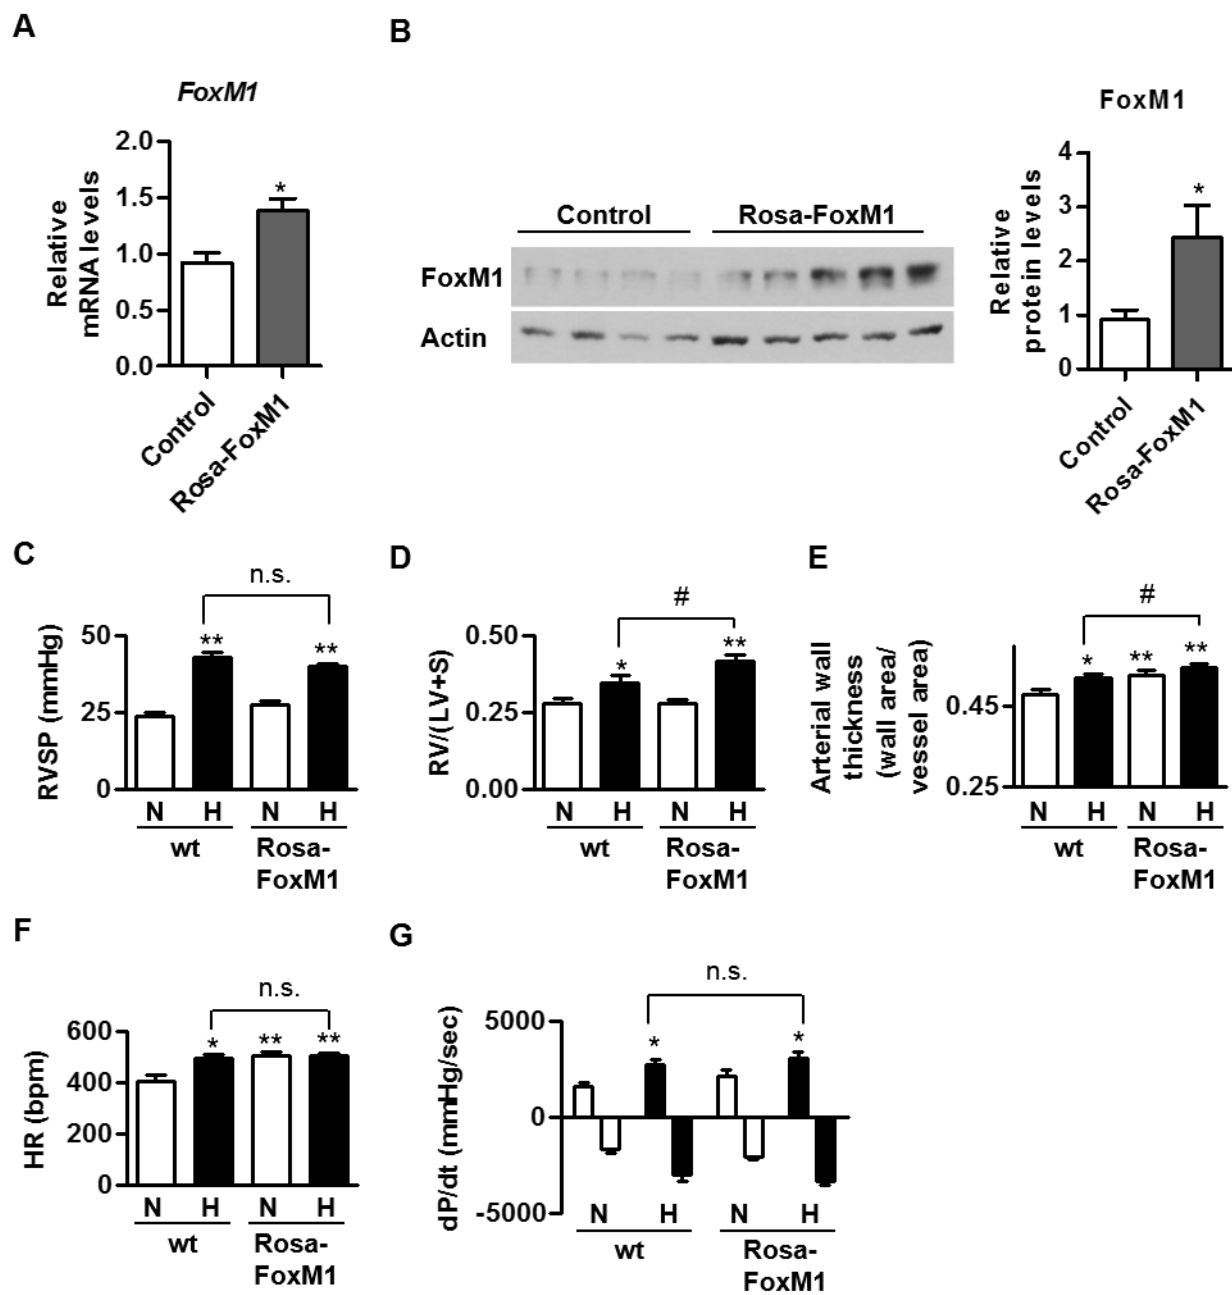 A
B
FoxM1
2.0
1.5
1.0
0.5
0.0
Relative
mRNA levels
*
Control
Rosa-FoxM1
Control
Rosa-FoxM1
FoxM1
Actin
FoxM1
4
3
2
1
0
Relative
protein levels
*
Control
Rosa-FoxM1
C
n.s.
50
25
0
RVSP (mmHg)
**
**
N H N H
wt
Rosa-
FoxM1
D
#
0.50
0.25
0.00
RV/(LV+S)
*
**
N H N H
wt
Rosa-
FoxM1
E
#
0.45
0.25
Arterial wall
thickness
(wall area/
vessel area)
*
**
**
N H N H
wt
Rosa-
FoxM1
F
n.s.
600
400
200
0
HR (bpm)
*
**
**
N H N H
wt
Rosa-
FoxM1
G
n.s.
5000
0
-5000
dP/dt (mmHg/sec)
*
*
N H N H
wt
Rosa-
FoxM1